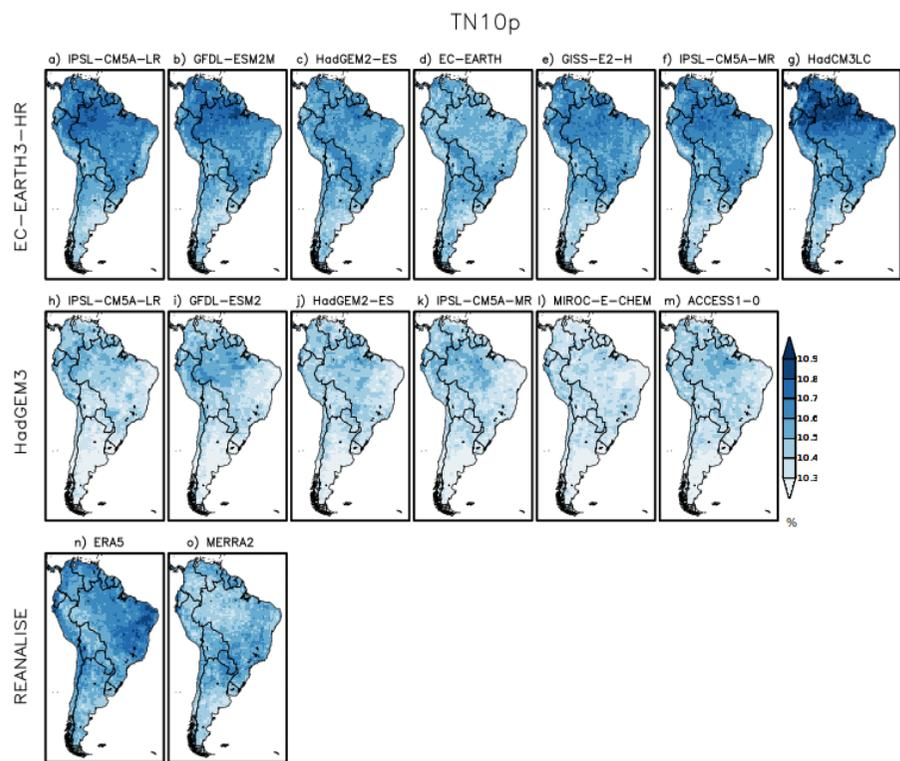 TN10p
a) IPSL-CM5A-LR b) GFDL-ESM2M c) HadGEM2-ES d) EC-EARTH e) GISS-E2-H f) IPSL-CM5A-MR g) HadCM3LC
EC-EARTH3-HR
h) IPSL-CM5A-LR i) GFDL-ESM2 j) HadGEM2-ES k) IPSL-CM5A-MR l) MIROC-E-CHEM m) ACCESS1-0
HadGEM3
10.9
10.8
10.7
10.6
10.5
10.4
10.3
%
n) ERA5 o) MERRA2
REANALISE